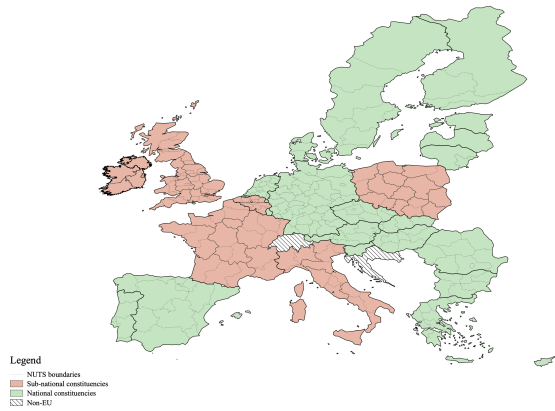 Legend
NUTS boundaries
Sub-national constituencies
National constituencies
Non-EU